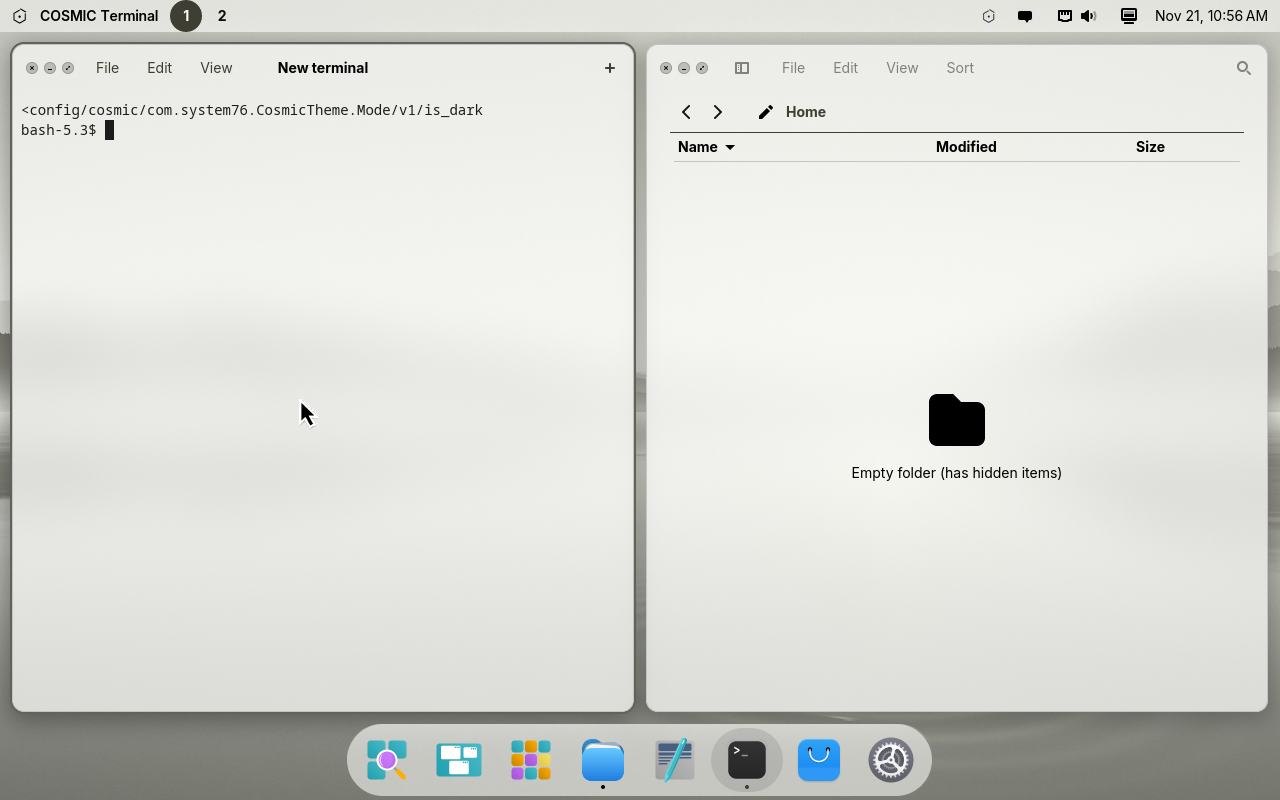 COSMIC Terminal 1 2 Nov 21, 10:56 AM
File Edit View New terminal
<config/cosmic/com.system76.CosmicTheme.Mode/v1/is_dark
bash-5.3$
File Edit View Sort
Home
Name Modified Size
Empty folder (has hidden items)